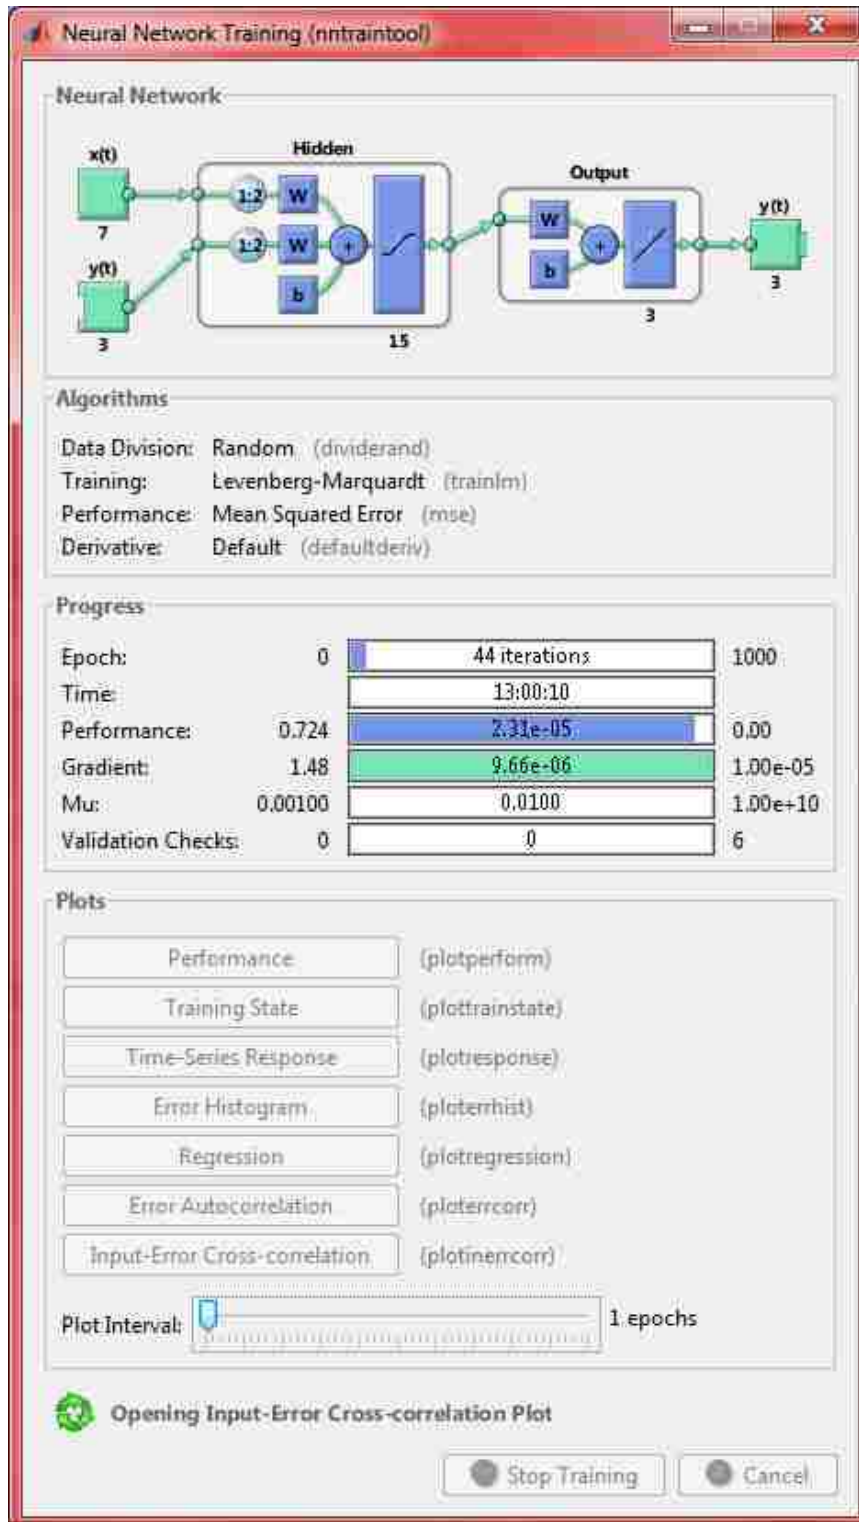 Neural Network Training (nntraintool)
Neural Network
x(t)
7
y(t)
3
Hidden
1:2
W
1:2
W
b
+
15
Output
W
b
+
3
y(t)
3
Algorithms
Data Division: Random (dividerand)
Training: Levenberg-Marquardt (trainlm)
Performance: Mean Squared Error (mse)
Derivative: Default (defaultderiv)
Progress
Epoch: 0 44 iterations 1000
Time: 13:00:10
Performance: 0.724 2.31e-05 0.00
Gradient: 1.48 9.66e-06 1.00e-05
Mu: 0.00100 0.0100 1.00e+10
Validation Checks: 0 0 6
Plots
Performance (plotperform)
Training State (plottrainstate)
Time-Series Response (plotresponse)
Error Histogram (ploterrhist)
Regression (plotregression)
Error Autocorrelation (ploterrcorr)
Input-Error Cross-correlation (plotinerrcorr)
Plot Interval: 1 epochs
Opening Input-Error Cross-correlation Plot
Stop Training Cancel